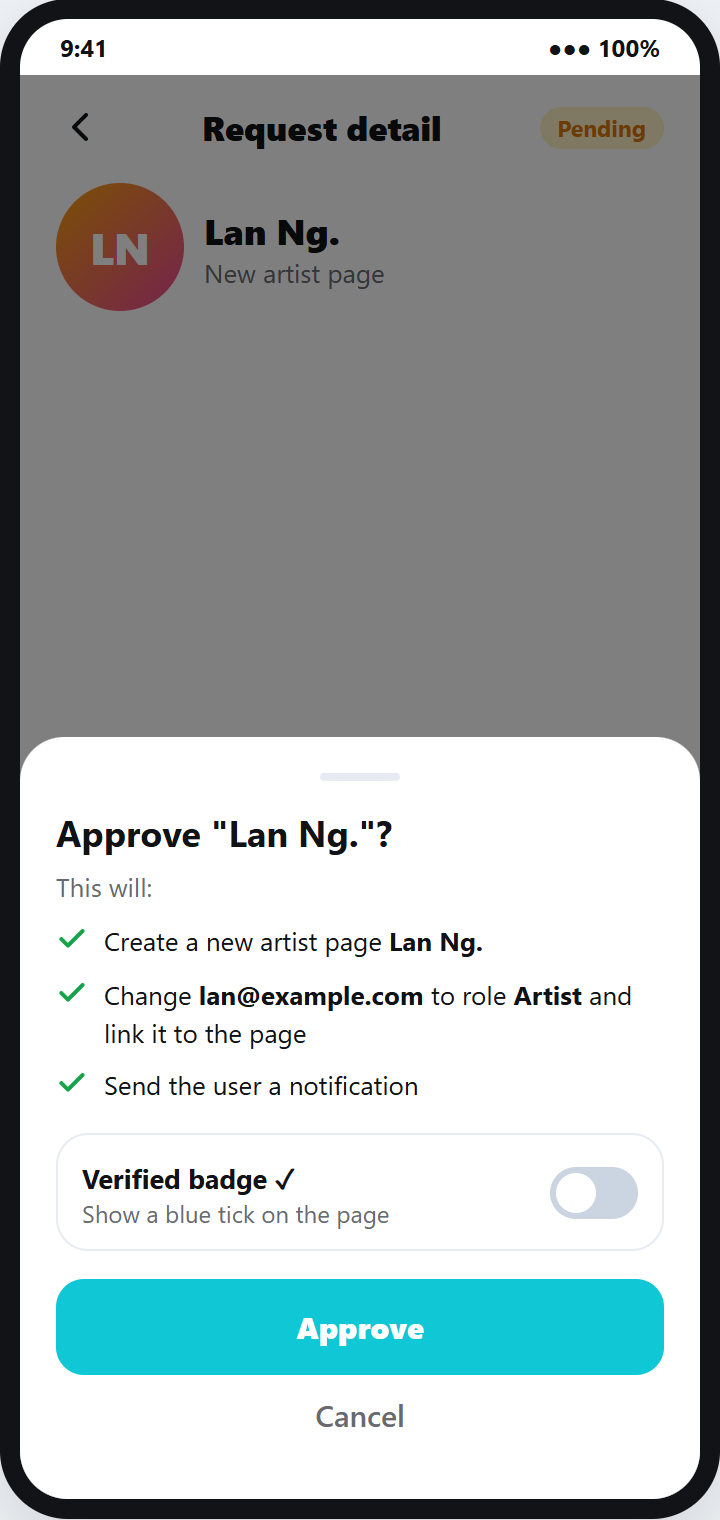 9:41
●●● 100%
Request detail
Pending
LN
Lan Ng.
New artist page
Approve "Lan Ng."?
This will:
Create a new artist page Lan Ng.
Change lan@example.com to role Artist and
link it to the page
Send the user a notification
Verified badge ✓
Show a blue tick on the page
Approve
Cancel